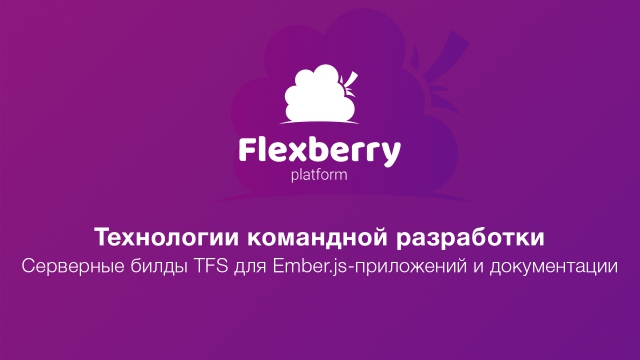 Flexberry
platform
Технологии командной разработки
Серверные билды TFS для Ember.js-приложений и документации